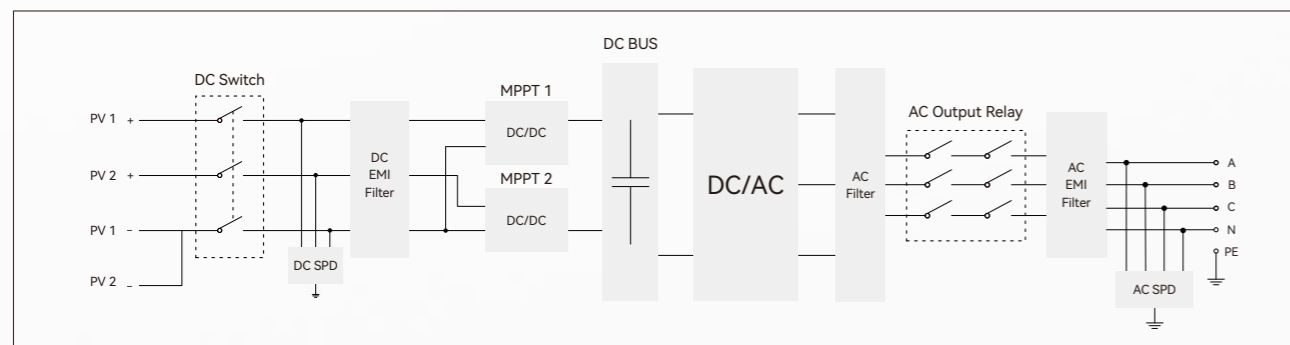 DC BUS
DC Switch
MPPT 1
PV 1 +
DC/DC
AC Output Relay
PV 2 +
DC
EMI
Filter
MPPT 2
DC/DC
DC/AC
AC
Filter
AC
EMI
Filter
A
B
C
N
PV 1 –
PE
DC SPD
PV 2 –
AC SPD